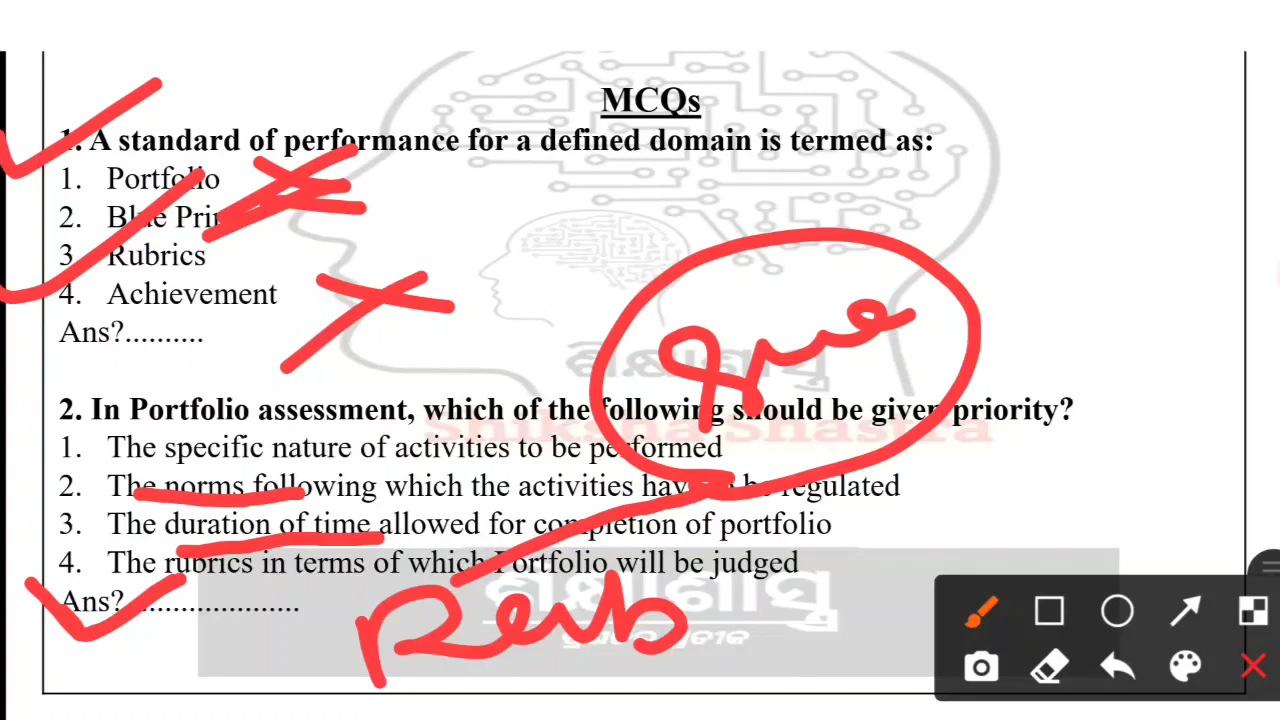 MCQs
1. A standard of performance for a defined domain is termed as:
1. Portfolio
2. Blue Print
3. Rubrics
4. Achievement
Ans?..........
ଶିକ୍ଷାଶାସ୍ତ୍ର
2. In Portfolio assessment, which of the following should be given priority?
Shiksha Shastra
1. The specific nature of activities to be performed
2. The norms following which the activities have to be regulated
3. The duration of time allowed for completion of portfolio
4. The rubrics in terms of which Portfolio will be judged
Ans?.....................